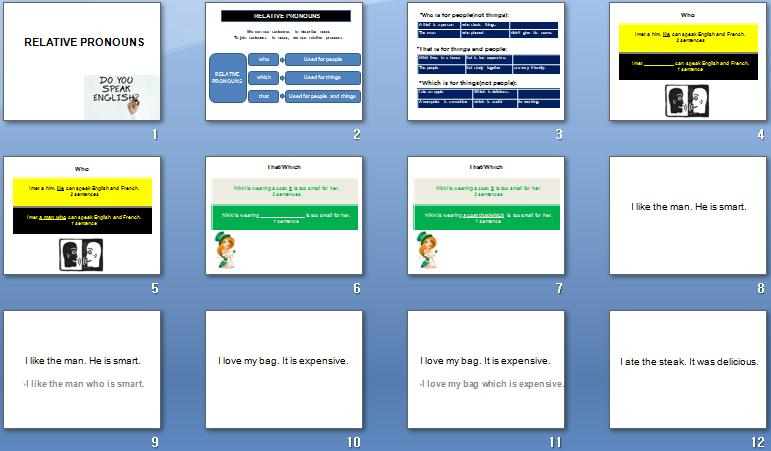 RELATIVE PRONOUNS
DO YOU
SPEAK
ENGLISH?
1
RELATIVE PRONOUNS
RELATIVE
PRONOUNS
who
Used for people
which
Used for things
that
Used for people and things
2
*Who is for people(not things):
*That is for things and people:
*Which is for things(not people):
3
Who
I met a him. He can speak English and French.
2 sentences
I met __________ can speak English and French.
1 sentence
4
Who
I met a him. He can speak English and French.
2 sentences
I met a man who can speak English and French.
1 sentence
5
That/Which
Nikki is wearing a coat. It is too small for her.
2 sentences
Nikki is wearing _______________ is too small for her.
1 sentence
6
That/Which
Nikki is wearing a coat. It is too small for her.
2 sentences
Nikki is wearing a coat that/which is too small for her.
1 sentence
7
I like the man. He is smart.
8
I like the man. He is smart.
I like the man who is smart.
9
I love my bag. It is expensive.
10
I love my bag. It is expensive.
I love my bag which is expensive.
11
I ate the steak. It was delicious.
12